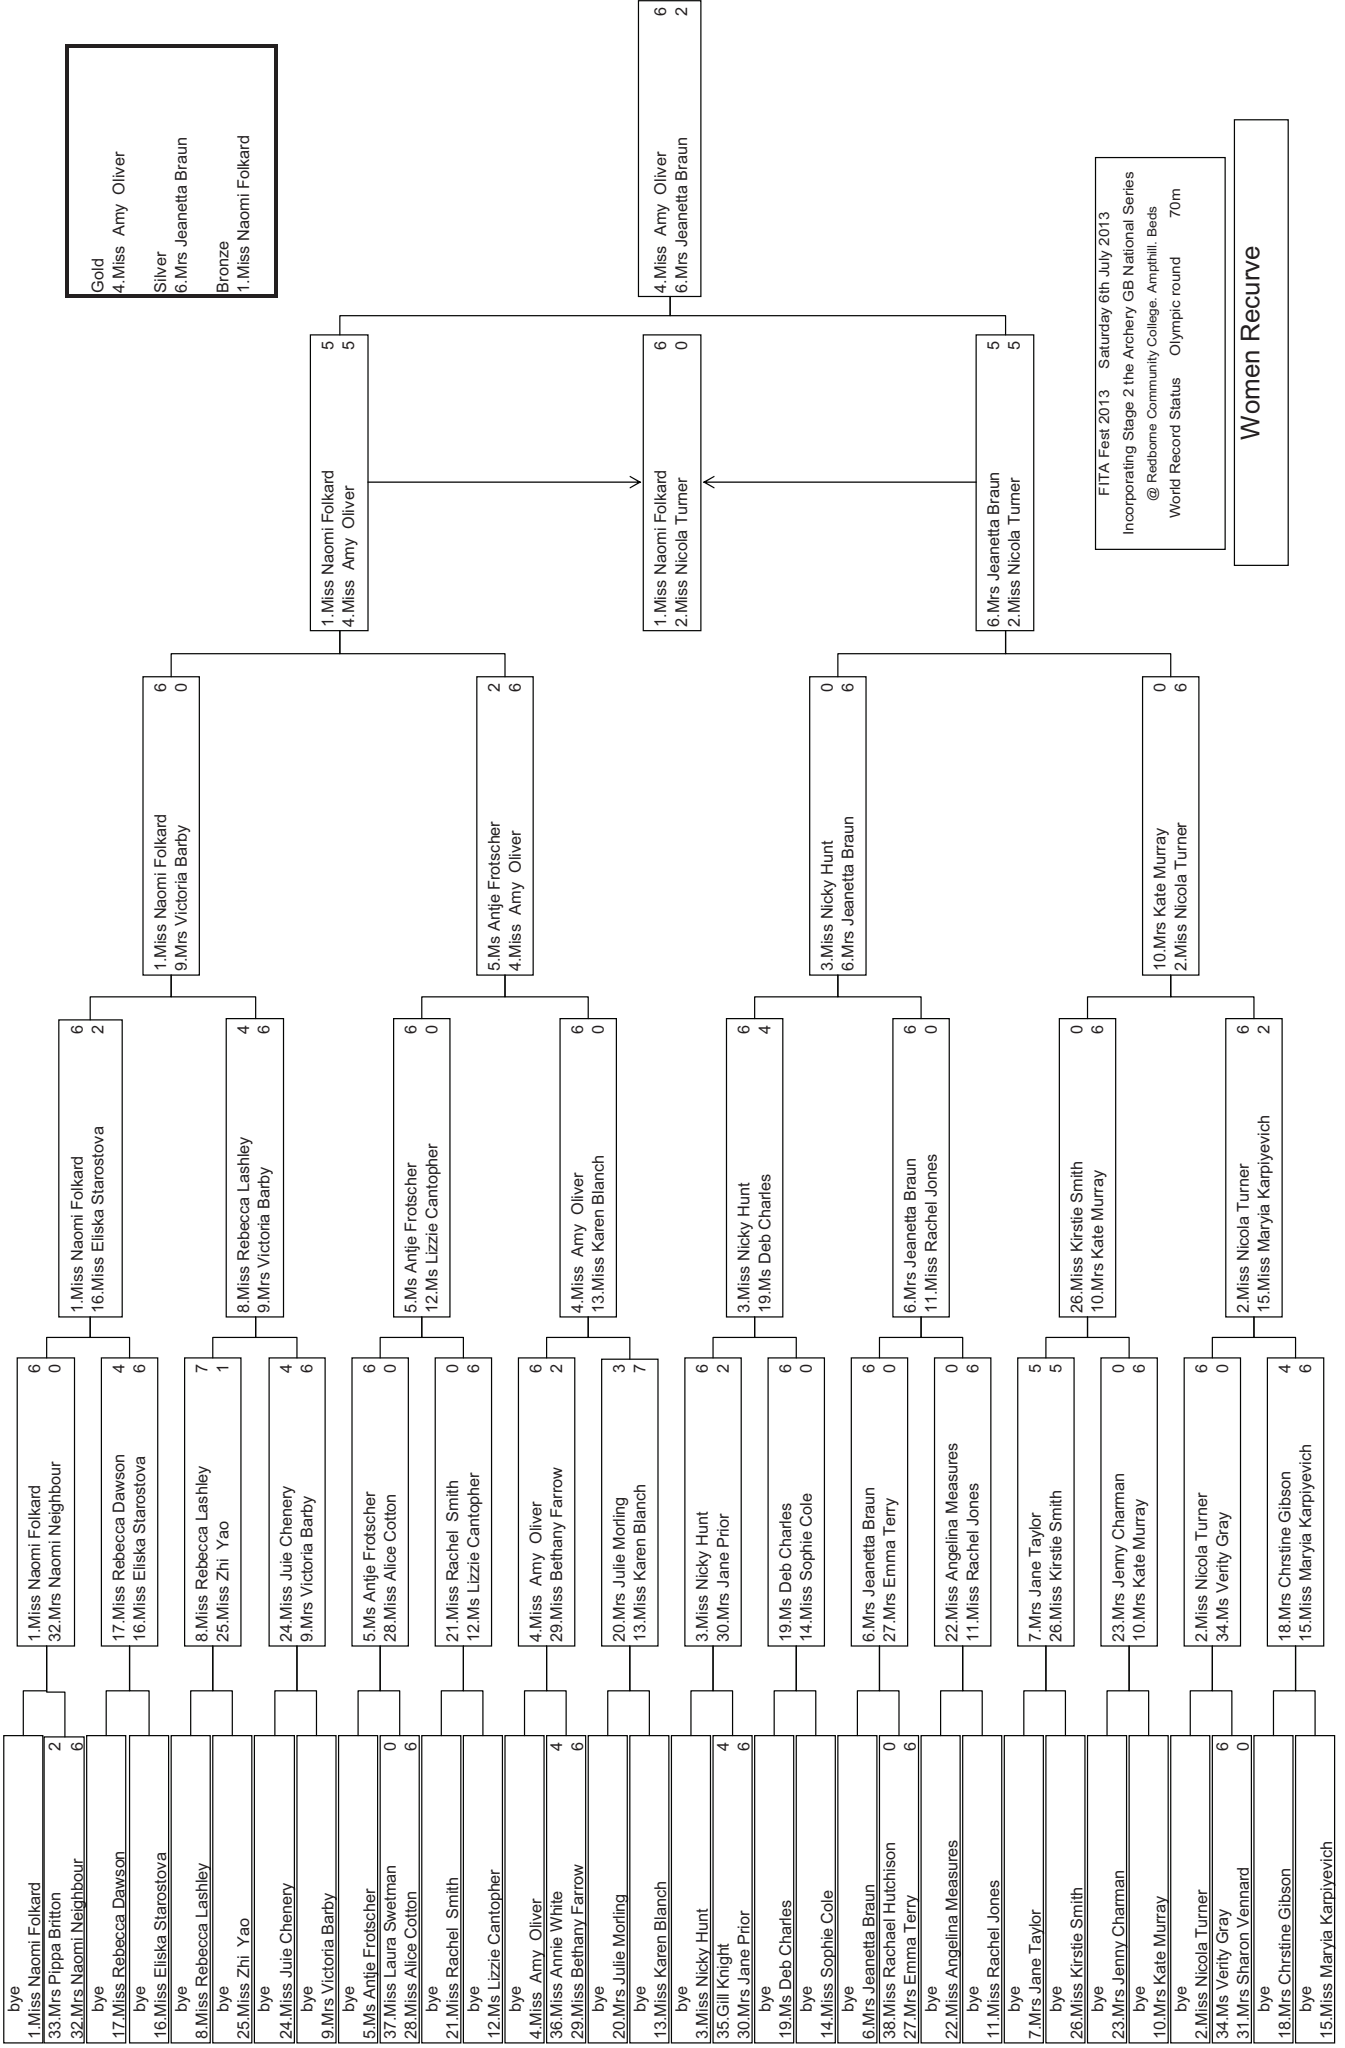 bye
1.Miss Naomi Folkard
33.Mrs Pippa Britton 2
32.Mrs Naomi Neighbour 6
bye
17.Miss Rebecca Dawson
bye
16.Miss Eliska Starostova
bye
8.Miss Rebecca Lashley
bye
25.Miss Zhi Yao
bye
24.Miss Juie Chenery
bye
9.Mrs Victoria Barby
bye
5.Ms Antje Frotscher
37.Miss Laura Swetman 0
28.Miss Alice Cotton 6
bye
21.Miss Rachel Smith
bye
12.Ms Lizzie Cantopher
bye
4.Miss Amy Oliver
36.Miss Annie White 4
29.Miss Bethany Farrow 6
bye
20.Mrs Julie Morling
bye
13.Miss Karen Blanch
bye
3.Miss Nicky Hunt
35.Gill Knight 4
30.Mrs Jane Prior 6
bye
19.Ms Deb Charles
bye
14.Miss Sophie Cole
bye
6.Mrs Jeanetta Braun
38.Miss Rachael Hutchison 0
27.Mrs Emma Terry 6
bye
22.Miss Angelina Measures
bye
11.Miss Rachel Jones
bye
7.Mrs Jane Taylor
bye
26.Miss Kirstie Smith
bye
23.Mrs Jenny Charman
bye
10.Mrs Kate Murray
bye
2.Miss Nicola Turner
34.Ms Verity Gray 6
31.Mrs Sharon Vennard 0
bye
18.Mrs Chrstine Gibson
bye
15.Miss Maryia Karpiyevich
1.Miss Naomi Folkard 6
32.Mrs Naomi Neighbour 0
17.Miss Rebecca Dawson 4
16.Miss Eliska Starostova 6
8.Miss Rebecca Lashley 7
25.Miss Zhi Yao 1
24.Miss Juie Chenery 4
9.Mrs Victoria Barby 6
5.Ms Antje Frotscher 6
28.Miss Alice Cotton 0
21.Miss Rachel Smith 0
12.Ms Lizzie Cantopher 6
4.Miss Amy Oliver 6
29.Miss Bethany Farrow 2
20.Mrs Julie Morling 3
13.Miss Karen Blanch 7
3.Miss Nicky Hunt 6
30.Mrs Jane Prior 2
19.Ms Deb Charles 6
14.Miss Sophie Cole 0
6.Mrs Jeanetta Braun 6
27.Mrs Emma Terry 0
22.Miss Angelina Measures 0
11.Miss Rachel Jones 6
7.Mrs Jane Taylor 5
26.Miss Kirstie Smith 5
23.Mrs Jenny Charman 0
10.Mrs Kate Murray 6
2.Miss Nicola Turner 6
34.Ms Verity Gray 0
18.Mrs Chrstine Gibson 4
15.Miss Maryia Karpiyevich 6
1.Miss Naomi Folkard 6
16.Miss Eliska Starostova 2
8.Miss Rebecca Lashley 4
9.Mrs Victoria Barby 6
5.Ms Antje Frotscher 6
12.Ms Lizzie Cantopher 0
4.Miss Amy Oliver 6
13.Miss Karen Blanch 0
3.Miss Nicky Hunt 6
19.Ms Deb Charles 4
6.Mrs Jeanetta Braun 6
11.Miss Rachel Jones 0
26.Miss Kirstie Smith 0
10.Mrs Kate Murray 6
2.Miss Nicola Turner 6
15.Miss Maryia Karpiyevich 2
1.Miss Naomi Folkard 6
9.Mrs Victoria Barby 0
5.Ms Antje Frotscher 2
4.Miss Amy Oliver 6
3.Miss Nicky Hunt 0
6.Mrs Jeanetta Braun 6
10.Mrs Kate Murray 0
2.Miss Nicola Turner 6
1.Miss Naomi Folkard 5
4.Miss Amy Oliver 5
1.Miss Naomi Folkard 6
2.Miss Nicola Turner 0
6.Mrs Jeanetta Braun 5
2.Miss Nicola Turner 5
4.Miss Amy Oliver 6
6.Mrs Jeanetta Braun 2
Gold
4.Miss Amy Oliver
Silver
6.Mrs Jeanetta Braun
Bronze
1.Miss Naomi Folkard
FITA Fest 2013 Saturday 6th July 2013
Incorporating Stage 2 the Archery GB National Series
@ Redborne Community College. Ampthill. Beds
World Record Status Olympic round 70m
Women Recurve